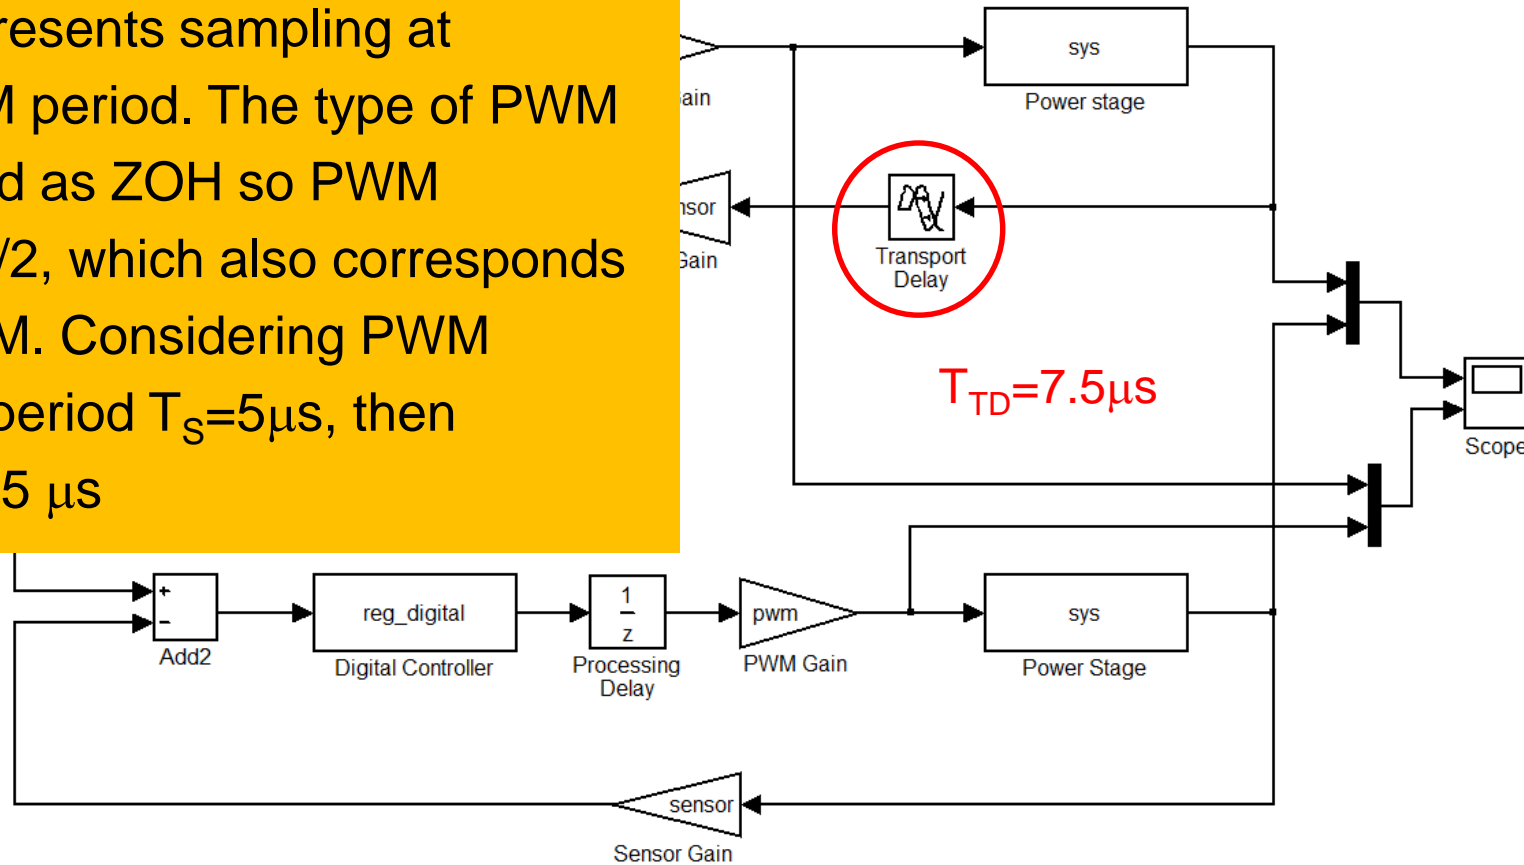 resents sampling at
M period. The type of PWM
d as ZOH so PWM
/2, which also corresponds
M. Considering PWM
period TS=5μs, then
5 μs
sys
Power stage
ain
nsor
Gain
Transport
Delay
TTD=7.5μs
Scope
+
−
Add2
reg_digital
Digital Controller
1
z
Processing
Delay
pwm
PWM Gain
sys
Power Stage
sensor
Sensor Gain